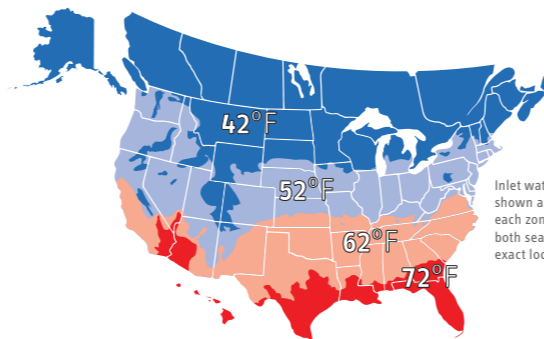 42°F
52°F
62°F
72°F
Inlet wat
shown a
each zon
both sea
exact loc